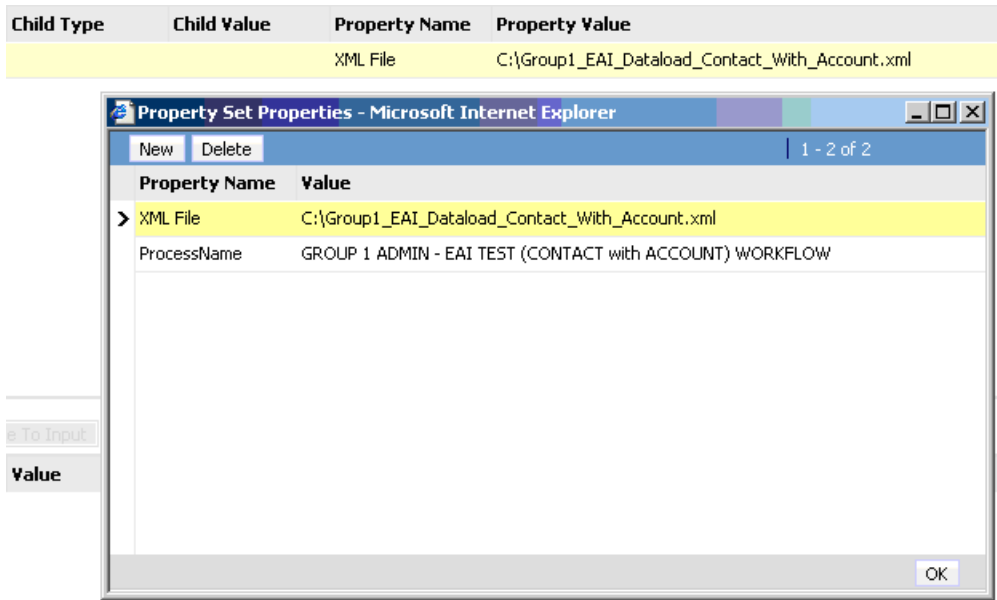 Child Type Child Value Property Name Property Value
XML File C:\Group1_EAI_Dataload_Contact_With_Account.xml
Property Set Properties - Microsoft Internet Explorer
New Delete 1 - 2 of 2
Property Name Value
XML File C:\Group1_EAI_Dataload_Contact_With_Account.xml
ProcessName GROUP 1 ADMIN - EAI TEST (CONTACT with ACCOUNT) WORKFLOW
e To Input
Value
OK